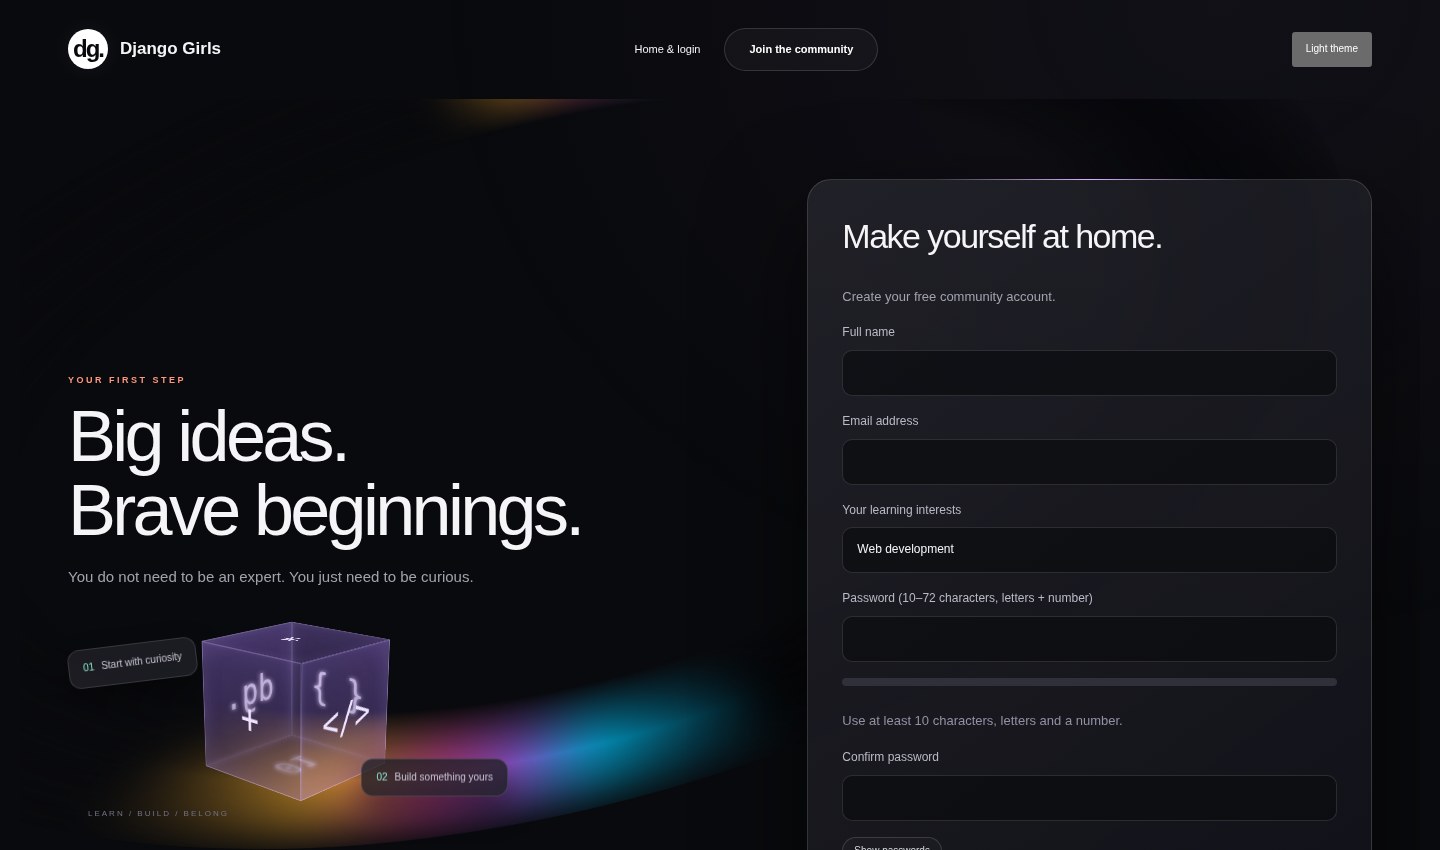 dg. Django Girls
Home & login
Join the community
Light theme
YOUR FIRST STEP
Big ideas.
Brave beginnings.
You do not need to be an expert. You just need to be curious.
01 Start with curiosity
{ }
+
</>
02 Build something yours
LEARN / BUILD / BELONG
Make yourself at home.
Create your free community account.
Full name
Email address
Your learning interests
Web development
Password (10–72 characters, letters + number)
Use at least 10 characters, letters and a number.
Confirm password
Show passwords